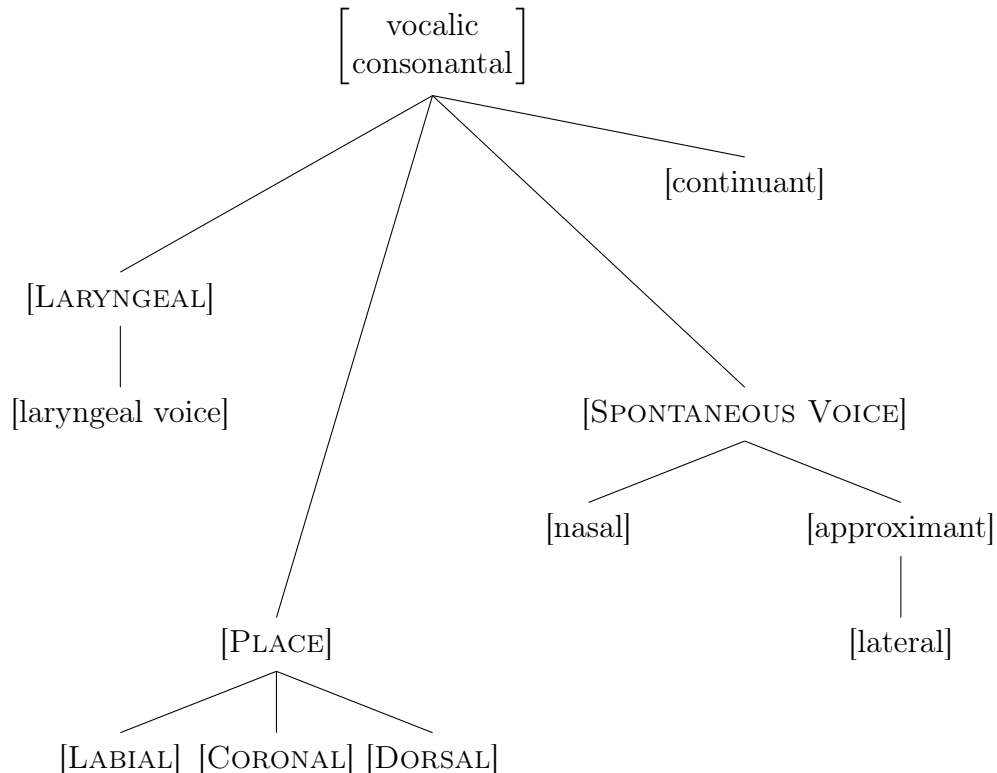 vocalic
consonantal
[continuant]
[LARYNGEAL]
[laryngeal voice]
[SPONTANEOUS VOICE]
[nasal]
[approximant]
[PLACE]
[lateral]
[LABIAL] [CORONAL] [DORSAL]